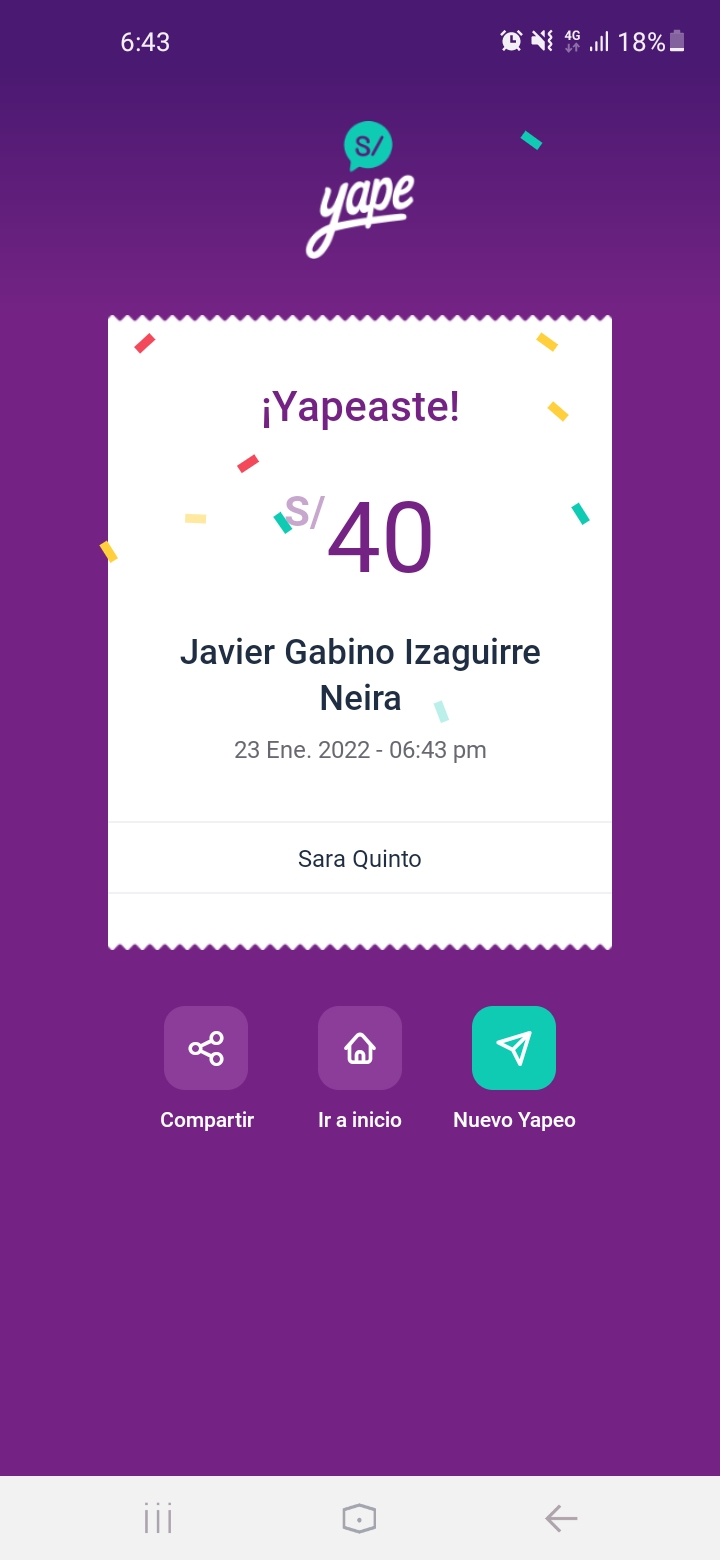 6:43
4G
18%
S/
yape
¡Yapeaste!
S/ 40
Javier Gabino Izaguirre
Neira
23 Ene. 2022 - 06:43 pm
Sara Quinto
Compartir
Ir a inicio
Nuevo Yapeo